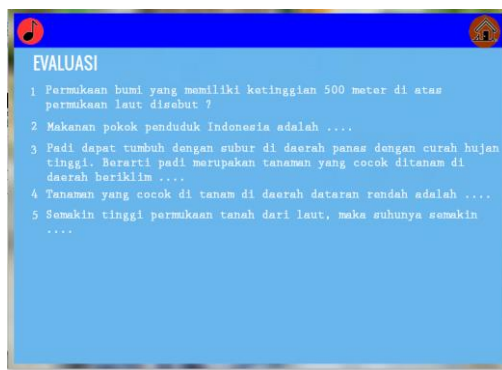 EVALUASI
1 Permukaan bumi yang memiliki ketinggian 500 meter di atas
permukaan laut disebut ?
2 Makanan pokok penduduk Indonesia adalah ....
3 Padi dapat tumbuh dengan subur di daerah panas dengan curah hujan
tinggi. Berarti padi merupakan tanaman yang cocok ditanam di
daerah beriklim ....
4 Tanaman yang cocok di tanam di daerah dataran rendah adalah ....
5 Semakin tinggi permukaan tanah dari laut, maka suhunya semakin
....